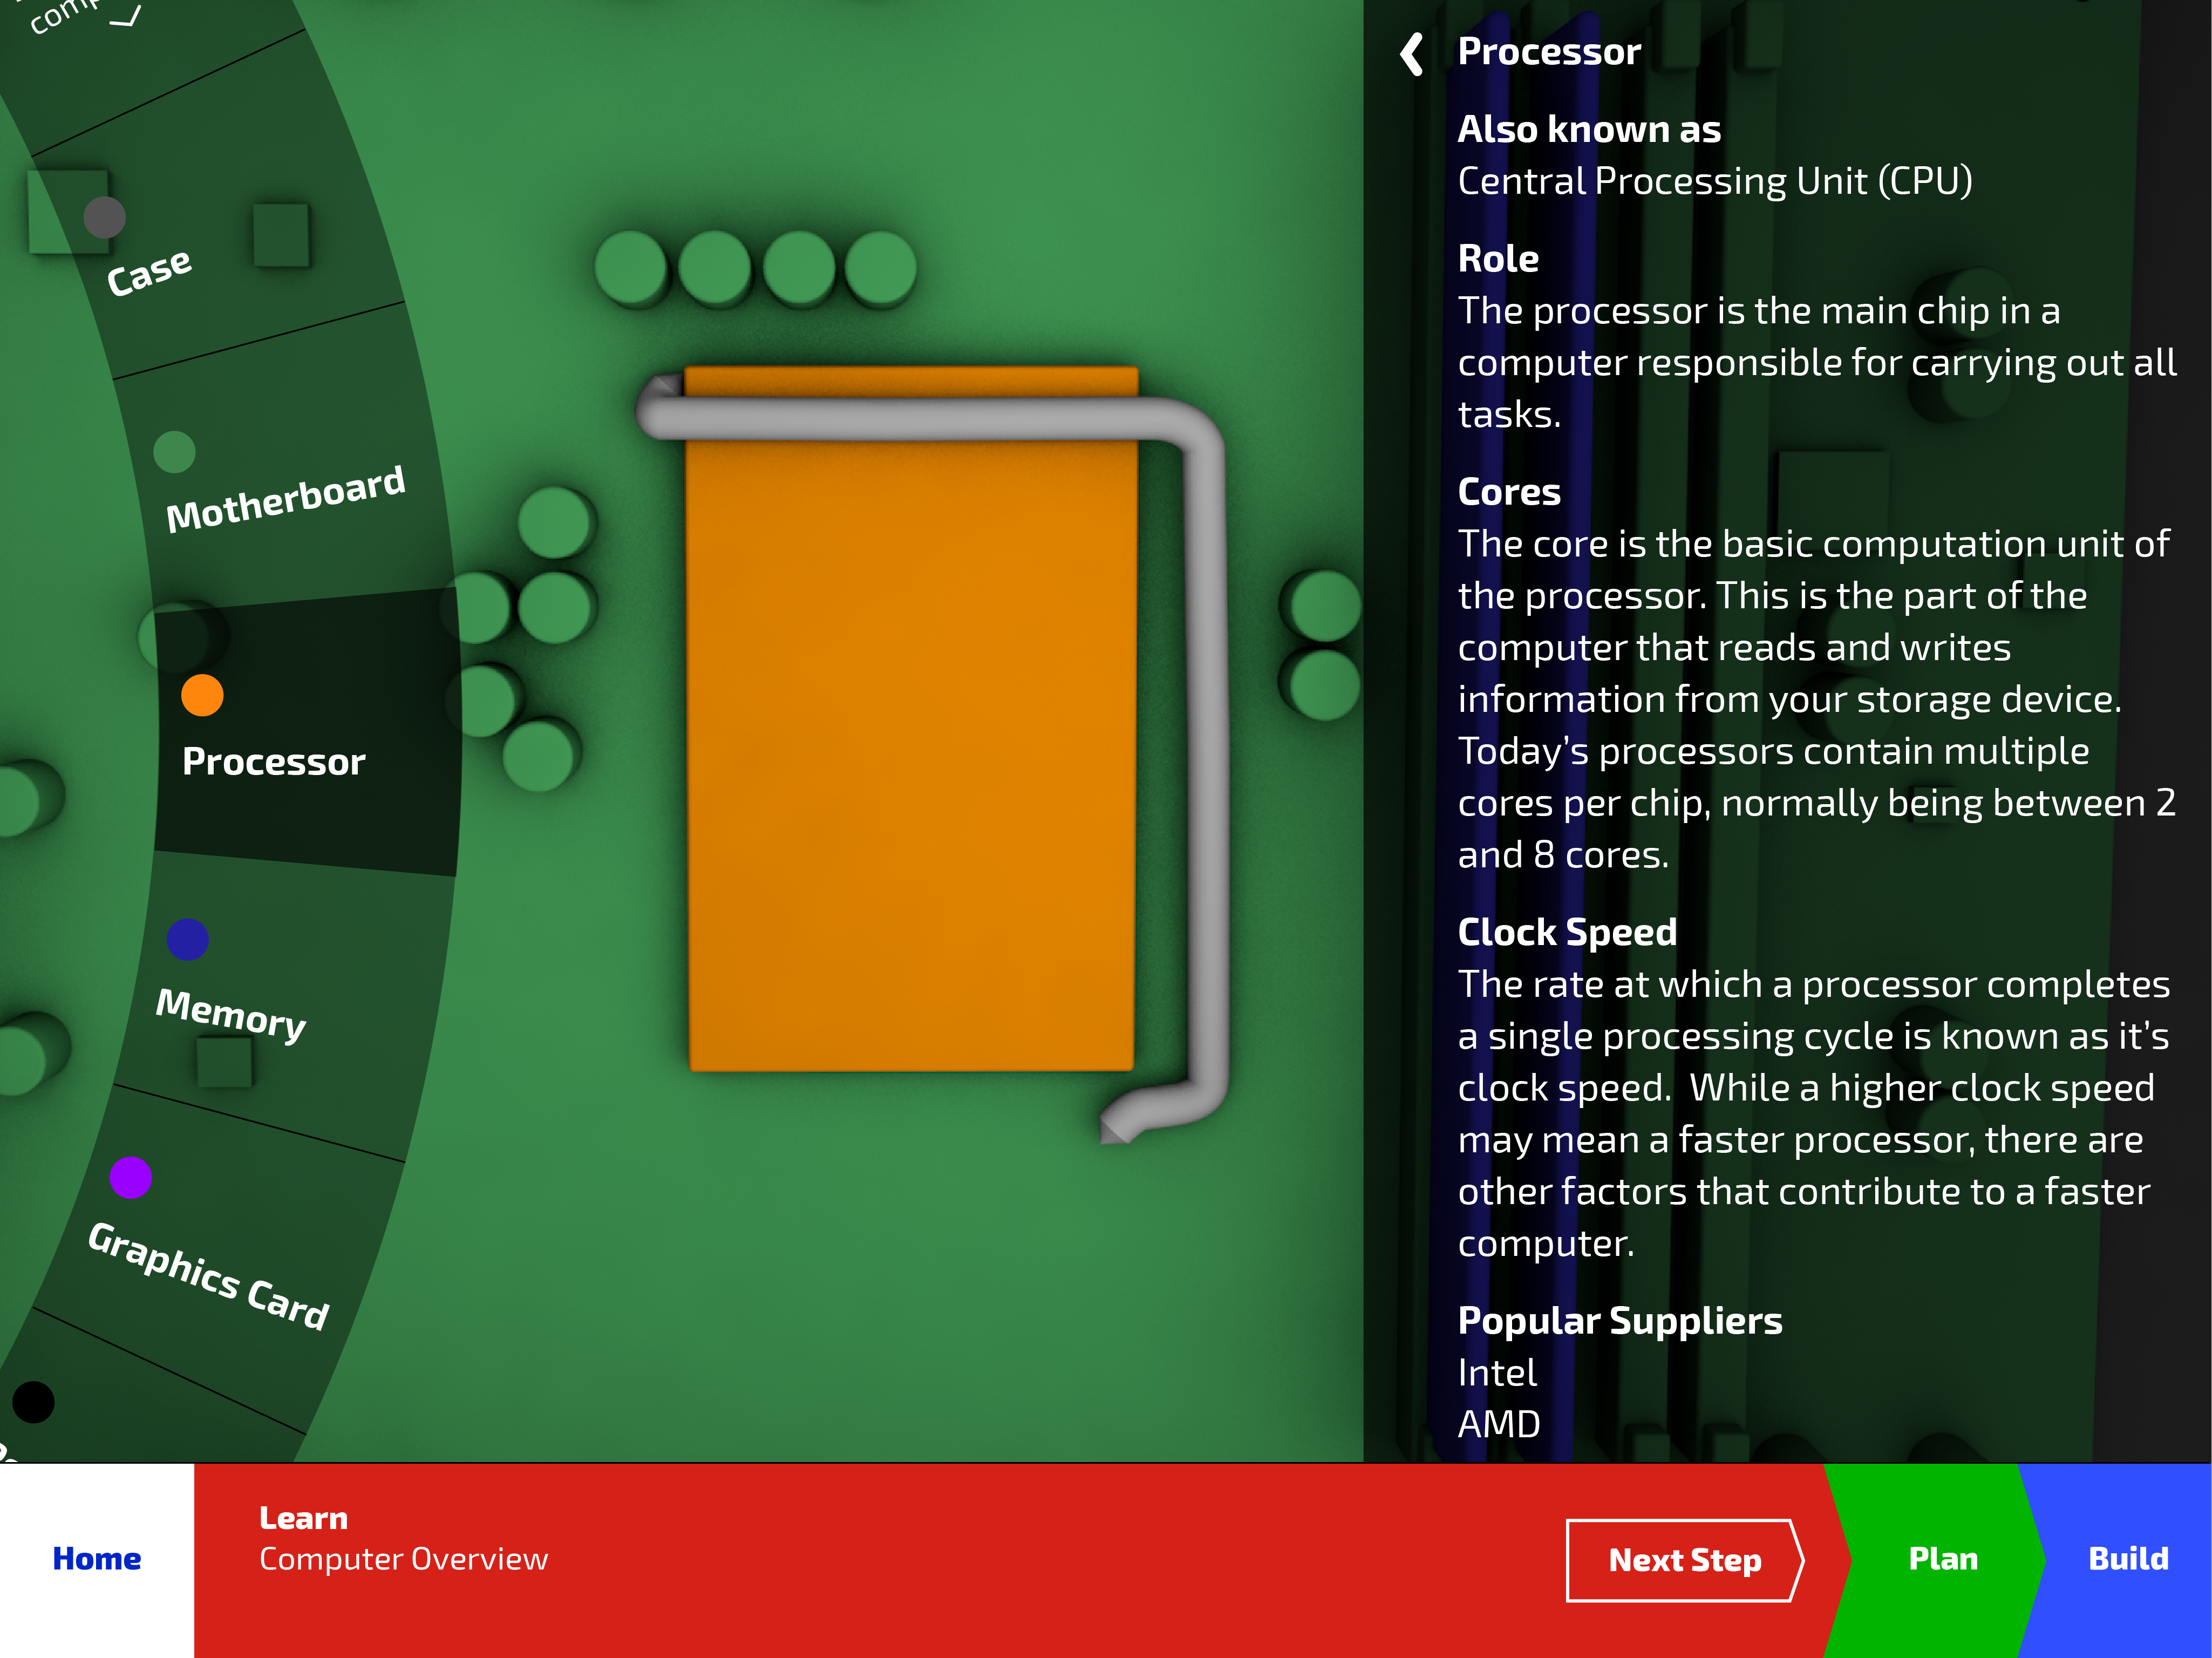 Case
Motherboard
Processor
Memory
Graphics Card
Processor
Also known as
Central Processing Unit (CPU)
Role
The processor is the main chip in a
computer responsible for carrying out all
tasks.
Cores
The core is the basic computation unit of
the processor. This is the part of the
computer that reads and writes
information from your storage device.
Today’s processors contain multiple
cores per chip, normally being between 2
and 8 cores.
Clock Speed
The rate at which a processor completes
a single processing cycle is known as it’s
clock speed.  While a higher clock speed
may mean a faster processor, there are
other factors that contribute to a faster
computer.
Popular Suppliers
Intel
AMD
Home
Learn
Computer Overview
Next Step
Plan
Build